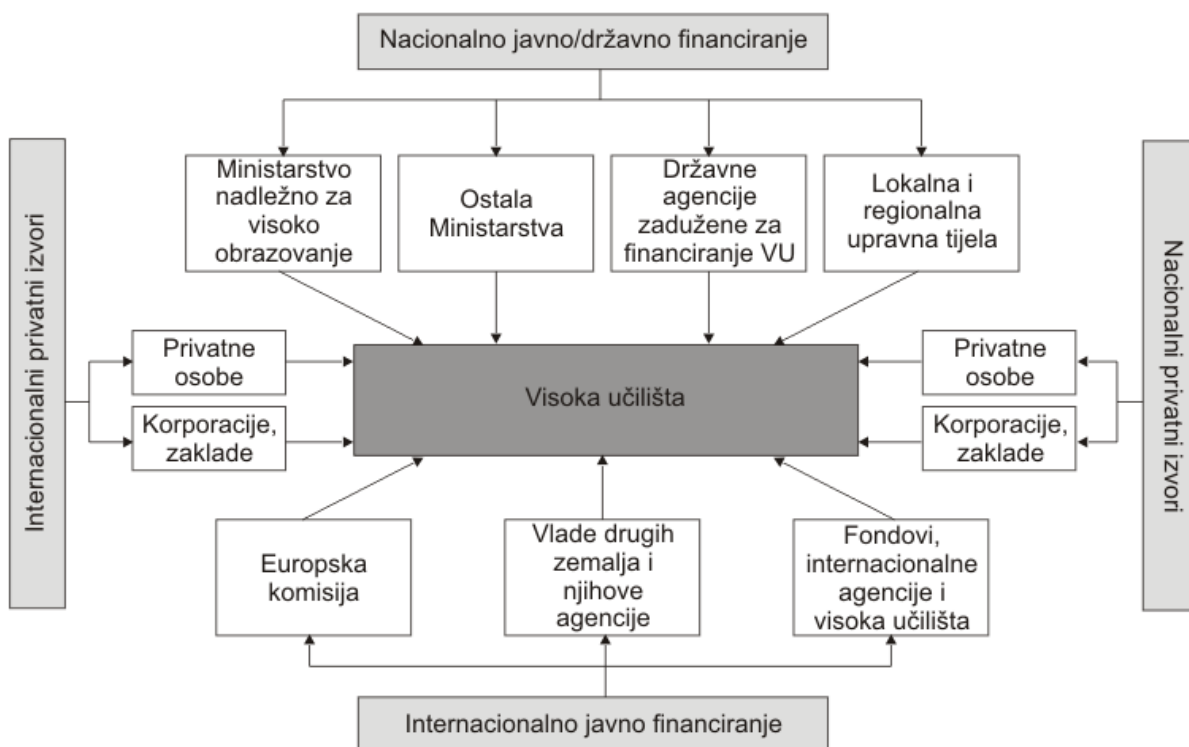 Nacionalno javno/državno financiranje
Internacionalni privatni izvori
Ministarstvo
nadležno za
visoko
obrazovanje
Ostala
Ministarstva
Državne
agencije
zadužene za
financiranje VU
Lokalna i
regionalna
upravna tijela
Nacionalni privatni izvori
Privatne
osobe
Korporacije,
zaklade
Visoka učilišta
Privatne
osobe
Korporacije,
zaklade
Europska
komisija
Vlade drugih
zemalja i
njihove
agencije
Fondovi,
internacionalne
agencije i
visoka učilišta
Internacionalno javno financiranje